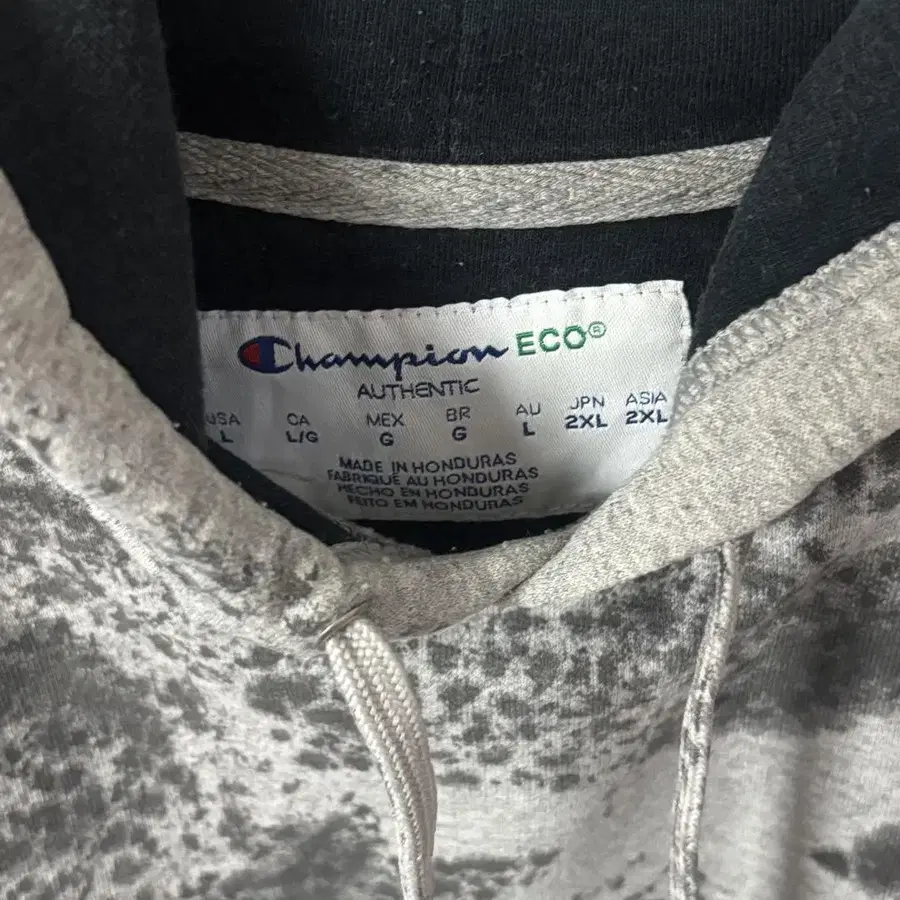 Champion ECO®
AUTHENTIC
USA CA MEX BR AU JPN ASIA
L L/G G G L 2XL 2XL
MADE IN HONDURAS
FABRIQUÉ AU HONDURAS
HECHO EN HONDURAS
FEITO EM HONDURAS